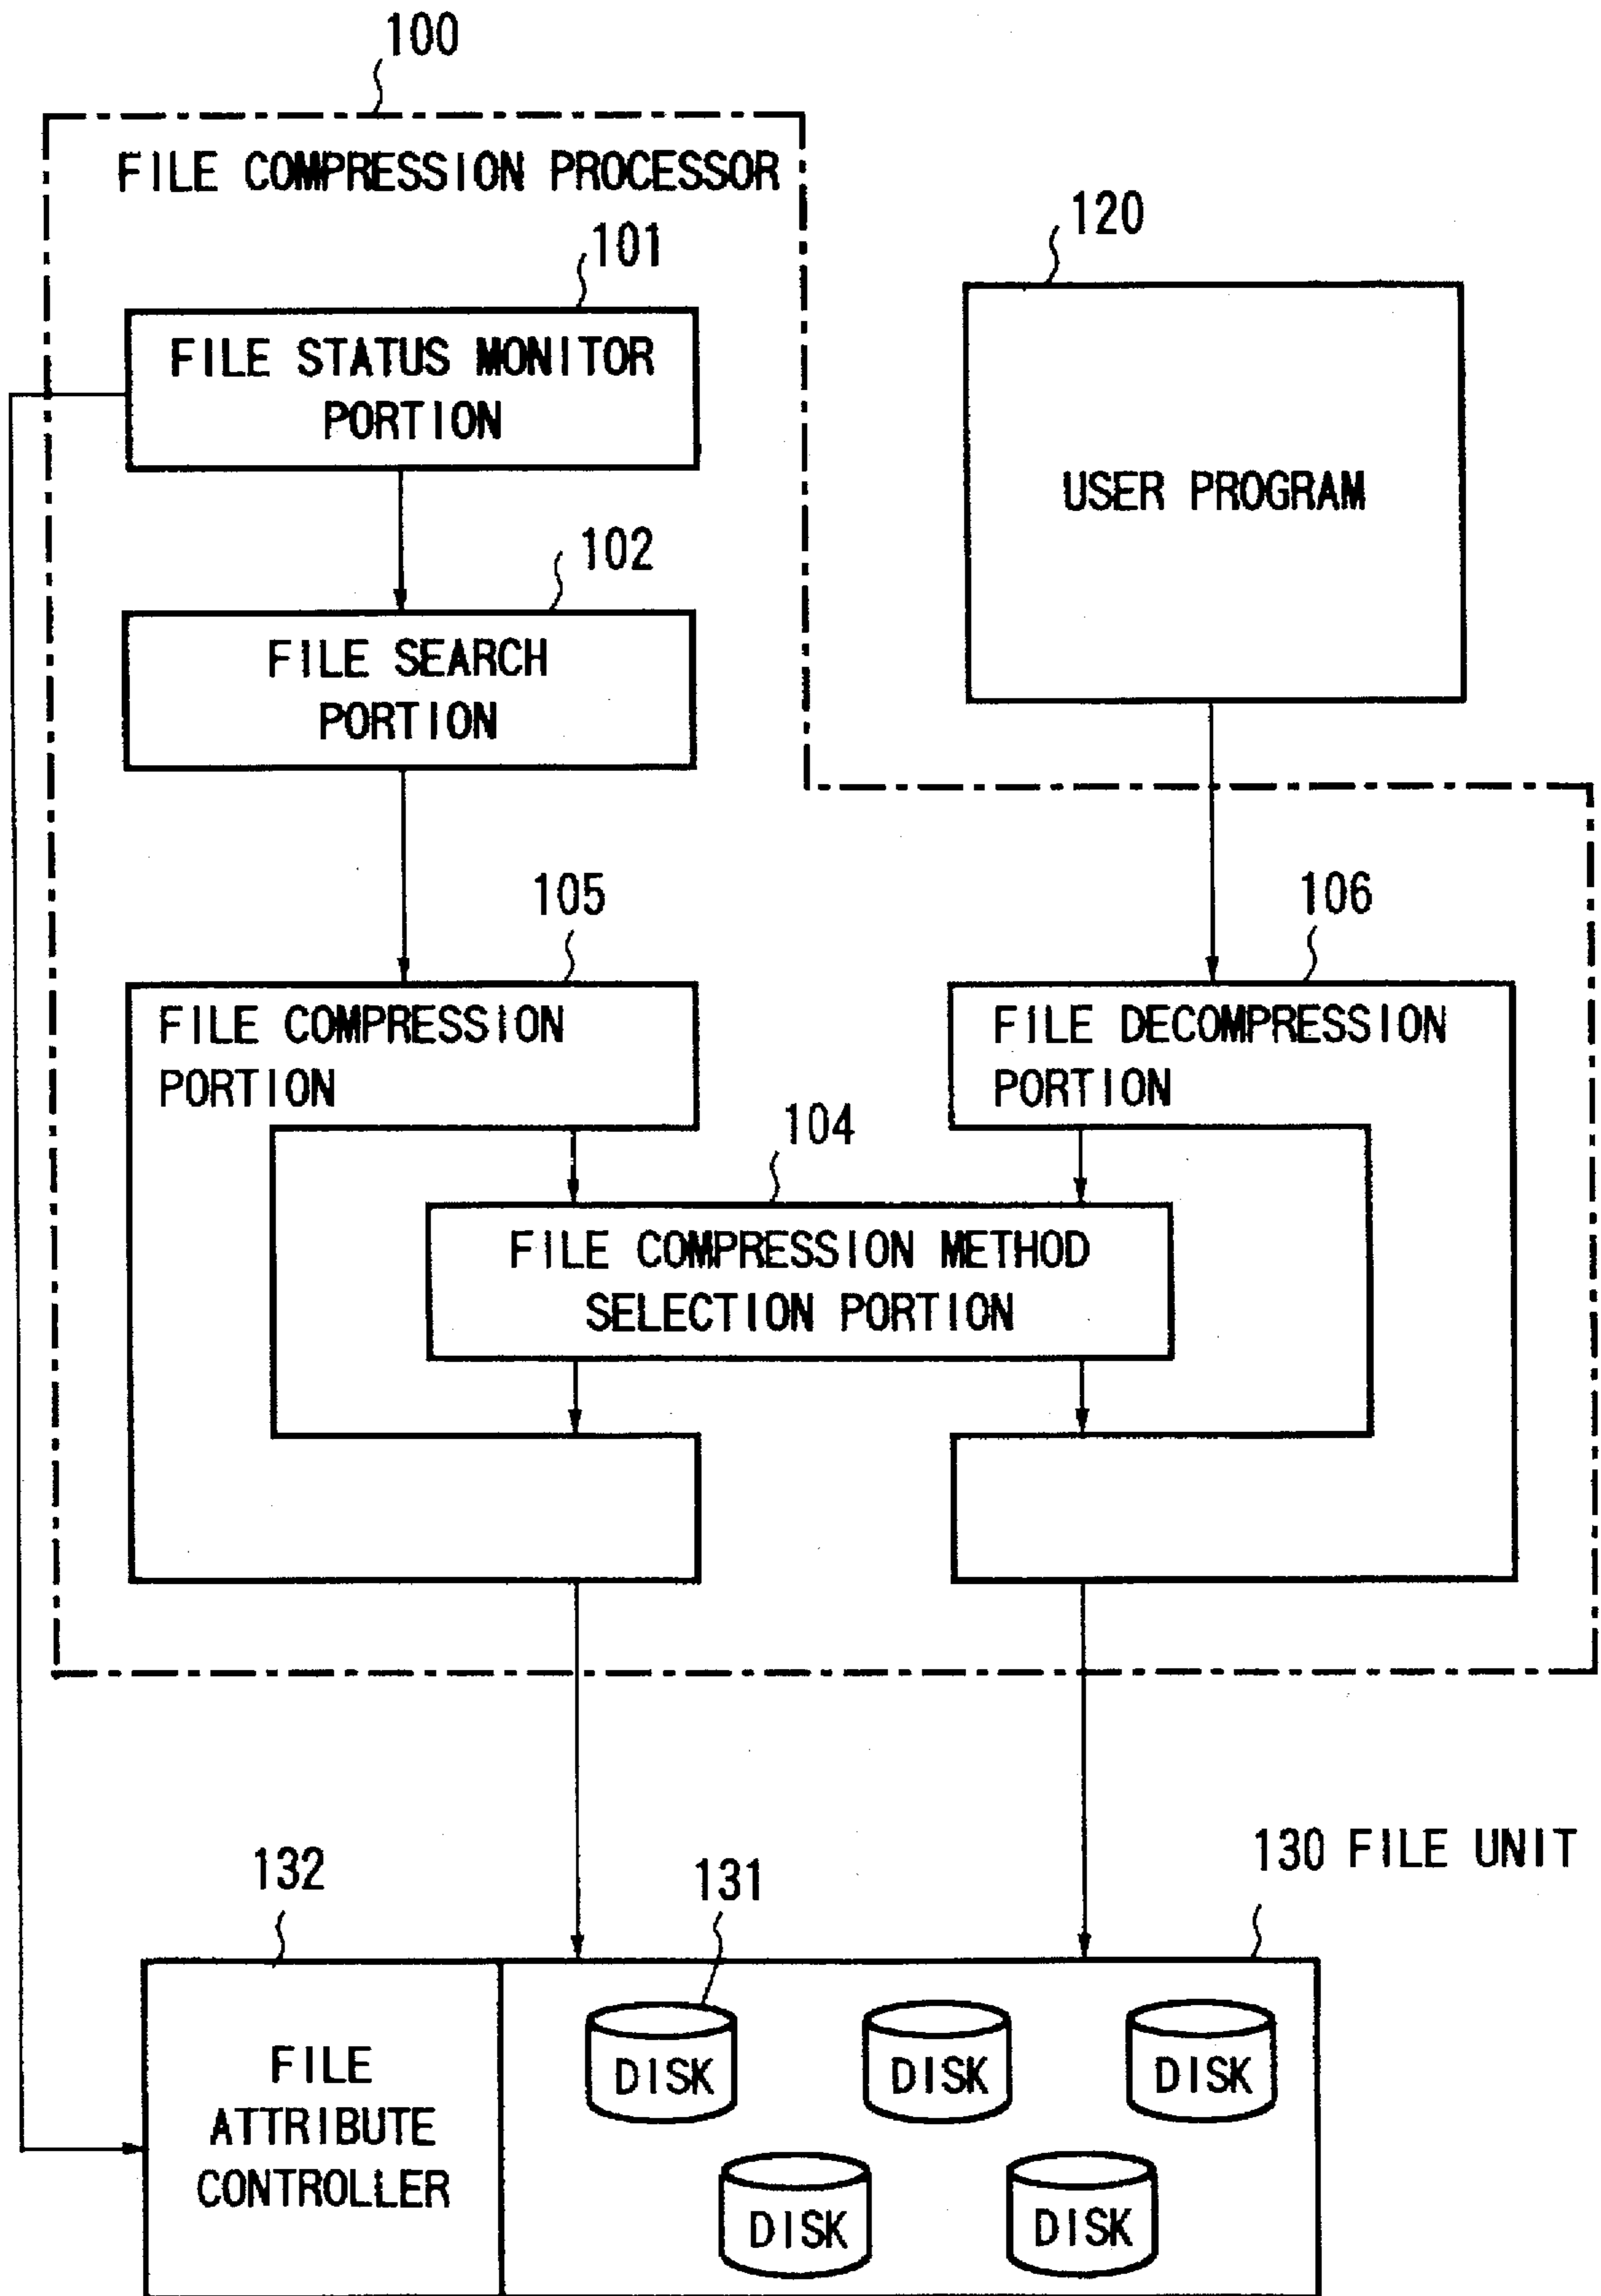 100
FILE COMPRESSION PROCESSOR
101
FILE STATUS MONITOR
PORTION
120
USER PROGRAM
102
FILE SEARCH
PORTION
105
FILE COMPRESSION
PORTION
106
FILE DECOMPRESSION
PORTION
104
FILE COMPRESSION METHOD
SELECTION PORTION
132
131
130 FILE UNIT
FILE
ATTRIBUTE
CONTROLLER
DISK
DISK
DISK
DISK
DISK